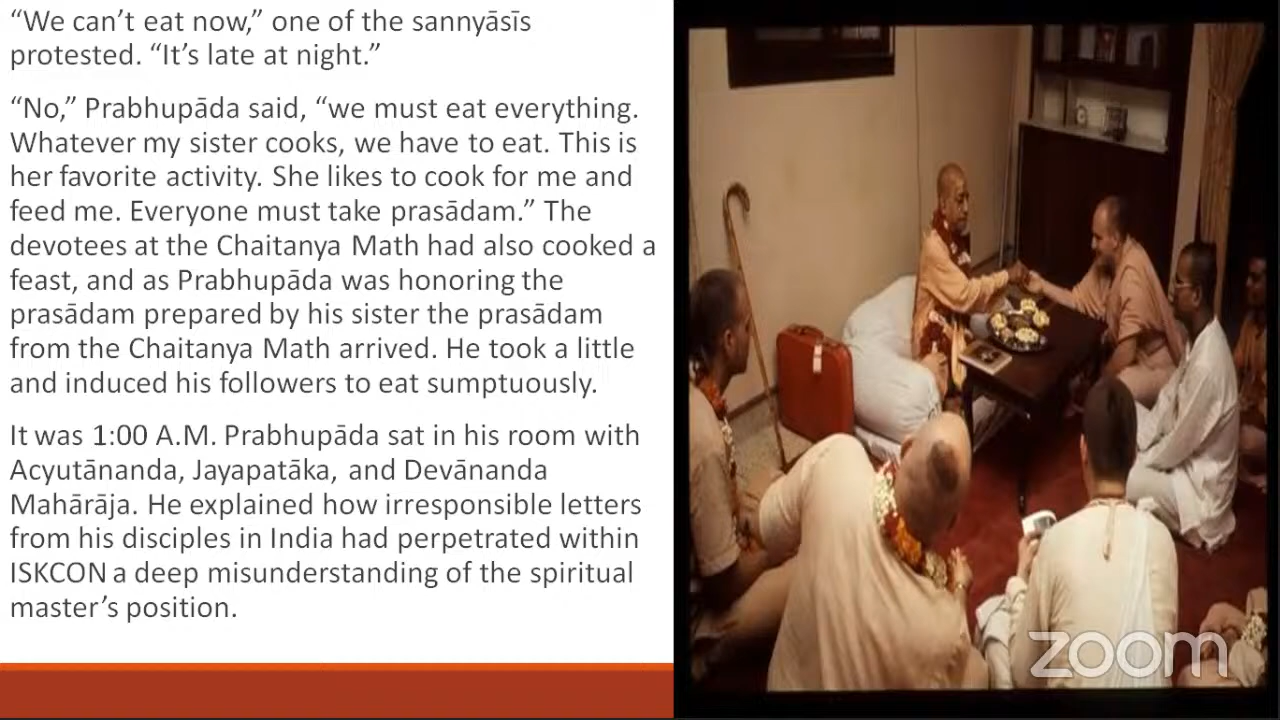 “We can’t eat now,” one of the sannyāsīs
protested. “It’s late at night.”
“No,” Prabhupāda said, “we must eat everything.
Whatever my sister cooks, we have to eat. This is
her favorite activity. She likes to cook for me and
feed me. Everyone must take prasādam.” The
devotees at the Chaitanya Math had also cooked a
feast, and as Prabhupāda was honoring the
prasādam prepared by his sister the prasādam
from the Chaitanya Math arrived. He took a little
and induced his followers to eat sumptuously.
It was 1:00 A.M. Prabhupāda sat in his room with
Acyutānanda, Jayapatāka, and Devānanda
Mahārāja. He explained how irresponsible letters
from his disciples in India had perpetrated within
ISKCON a deep misunderstanding of the spiritual
master’s position.
zoom